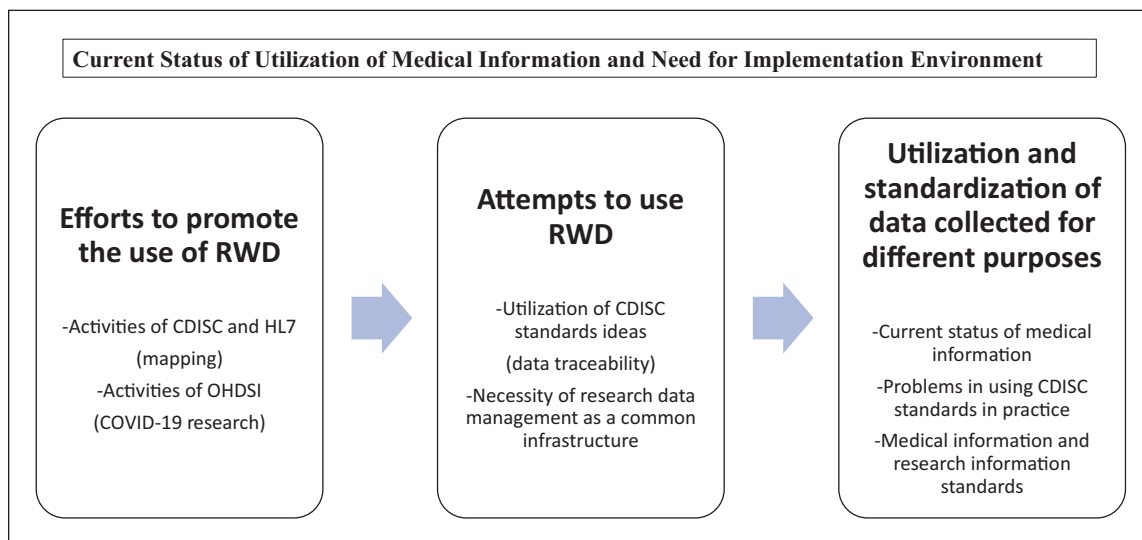 Current Status of Utilization of Medical Information and Need for Implementation Environment
Efforts to promote
the use of RWD
-Activities of CDISC and HL7
(mapping)
-Activities of OHDSI
(COVID-19 research)
Attempts to use
RWD
-Utilization of CDISC
standards ideas
(data traceability)
-Necessity of research data
management as a common
infrastructure
Utilization and
standardization of
data collected for
different purposes
-Current status of medical
information
-Problems in using CDISC
standards in practice
-Medical information and
research information
standards